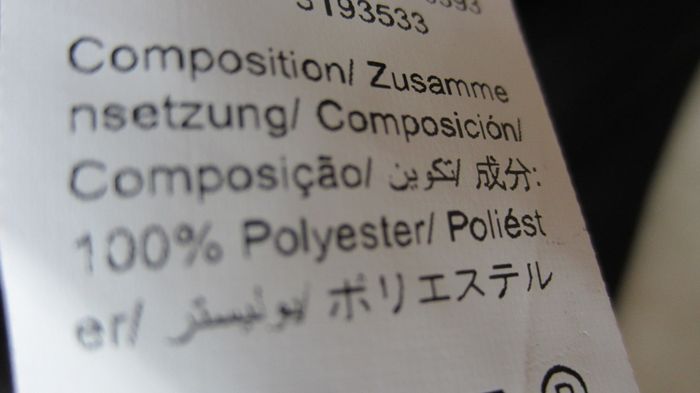 3193533
Composition/ Zusamme
nsetzung/ Composición/
Composição/ تكوين/ 成分:
100% Polyester/ Poliést
er/ بوليستر/ ポリエステル